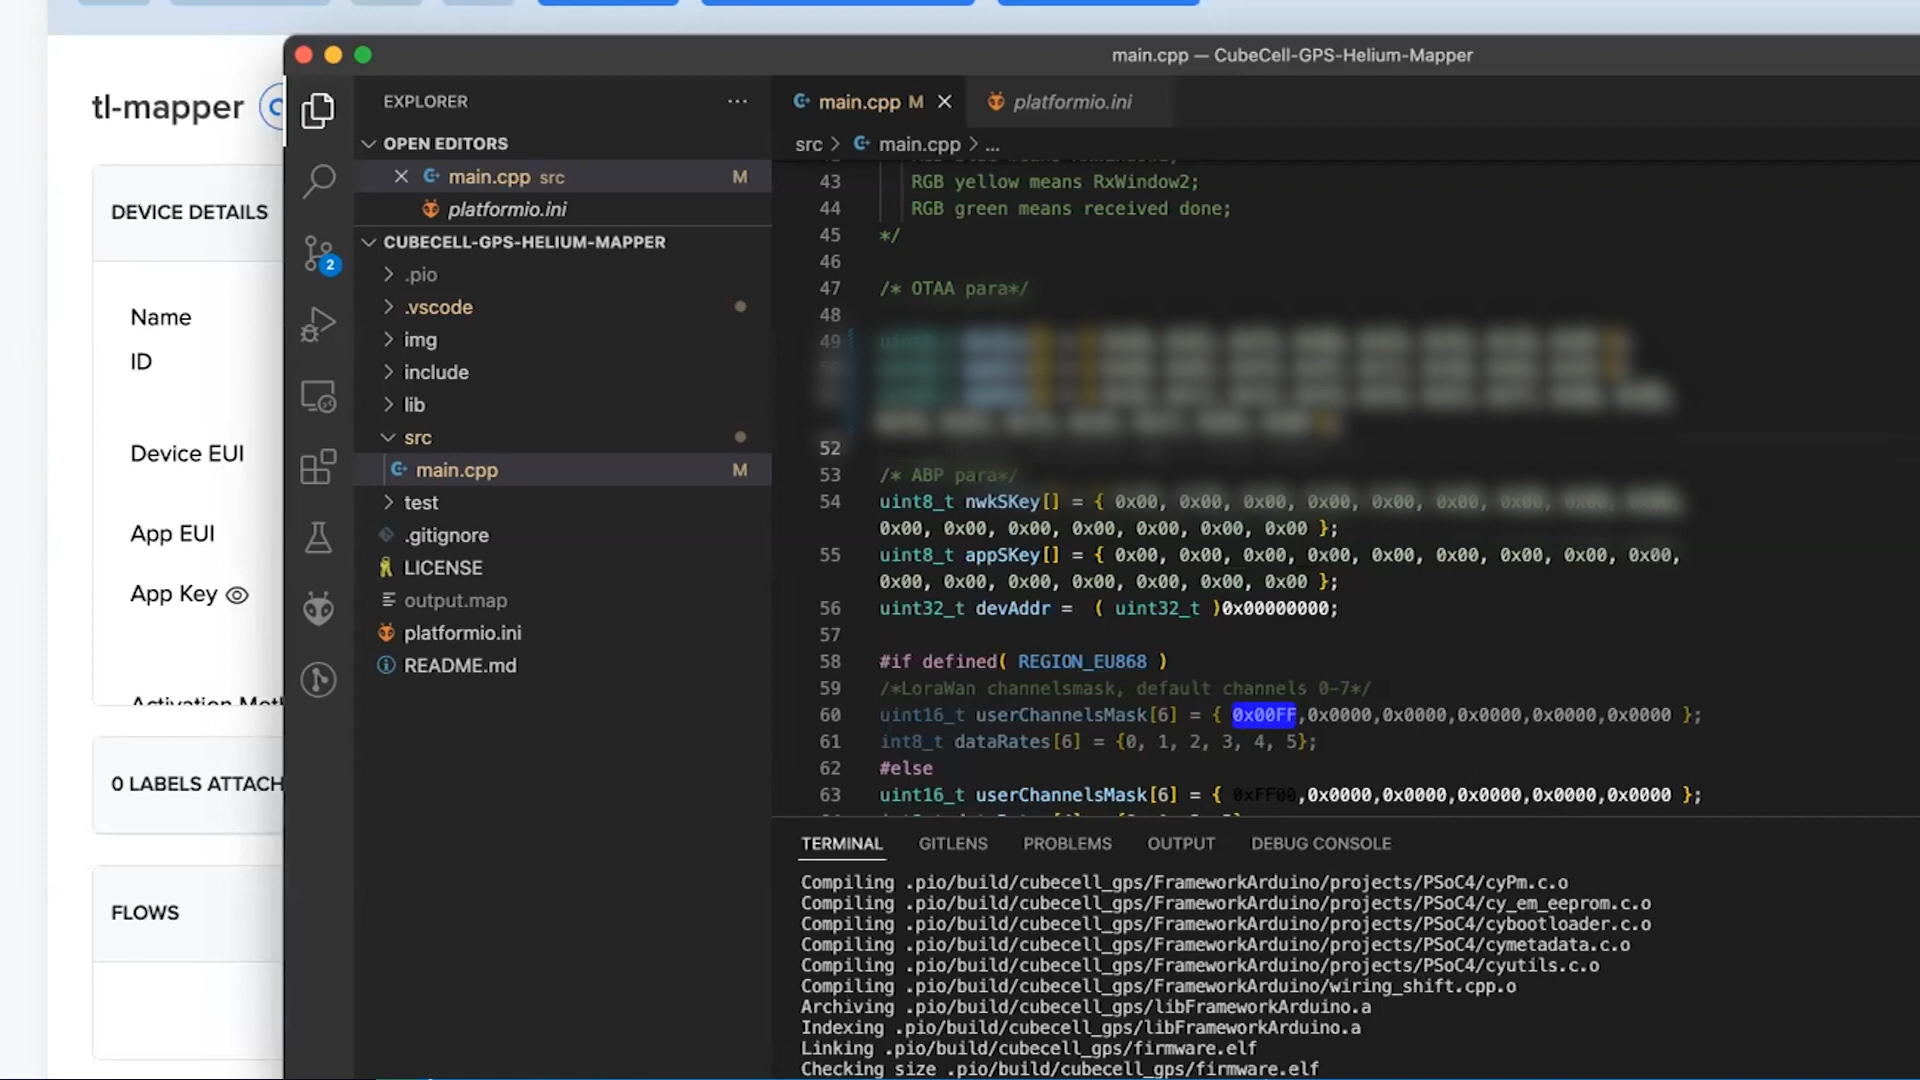 main.cpp — CubeCell-GPS-Helium-Mapper
tl-mapper
DEVICE DETAILS
Name
ID
Device EUI
App EUI
App Key
0 LABELS ATTACH
FLOWS
EXPLORER
OPEN EDITORS
main.cpp src M
platformio.ini
CUBECELL-GPS-HELIUM-MAPPER
.pio
.vscode
img
include
lib
src
main.cpp M
test
.gitignore
LICENSE
output.map
platformio.ini
README.md
2
main.cpp M
platformio.ini
src > main.cpp > ...
43 RGB yellow means RxWindow2;
44 RGB green means received done;
45 */
46
47 /* OTAA para*/
48
49
52
53 /* ABP para*/
54 uint8_t nwkSKey[] = { 0x00, 0x00, 0x00, 0x00, 0x00, 0x00, 0x00, 0x00, 0x00,
0x00, 0x00, 0x00, 0x00, 0x00, 0x00, 0x00 };
55 uint8_t appSKey[] = { 0x00, 0x00, 0x00, 0x00, 0x00, 0x00, 0x00, 0x00, 0x00,
0x00, 0x00, 0x00, 0x00, 0x00, 0x00, 0x00 };
56 uint32_t devAddr = ( uint32_t )0x00000000;
57
58 #if defined( REGION_EU868 )
59 /*LoraWan channelsmask, default channels 0-7*/
60 uint16_t userChannelsMask[6] = { 0x00FF,0x0000,0x0000,0x0000,0x0000,0x0000 };
61 int8_t dataRates[6] = {0, 1, 2, 3, 4, 5};
62 #else
63 uint16_t userChannelsMask[6] = { 0xFF00,0x0000,0x0000,0x0000,0x0000,0x0000 };
TERMINAL GITLENS PROBLEMS OUTPUT DEBUG CONSOLE
Compiling .pio/build/cubecell_gps/FrameworkArduino/projects/PSoC4/cyPm.c.o
Compiling .pio/build/cubecell_gps/FrameworkArduino/projects/PSoC4/cy_em_eeprom.c.o
Compiling .pio/build/cubecell_gps/FrameworkArduino/projects/PSoC4/cybootloader.c.o
Compiling .pio/build/cubecell_gps/FrameworkArduino/projects/PSoC4/cymetadata.c.o
Compiling .pio/build/cubecell_gps/FrameworkArduino/projects/PSoC4/cyutils.c.o
Compiling .pio/build/cubecell_gps/FrameworkArduino/wiring_shift.cpp.o
Archiving .pio/build/cubecell_gps/libFrameworkArduino.a
Indexing .pio/build/cubecell_gps/libFrameworkArduino.a
Linking .pio/build/cubecell_gps/firmware.elf
Checking size .pio/build/cubecell_gps/firmware.elf